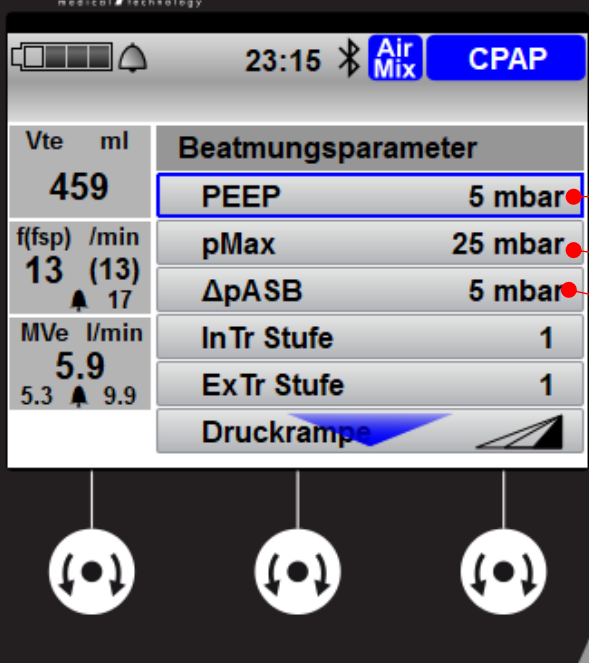 medical Technology
23:15 Air Mix CPAP
Vte ml
459
f(fsp) /min
13 (13)
17
MVe l/min
5.9
5.3 9.9
Beatmungsparameter
PEEP 5 mbar
pMax 25 mbar
ΔpASB 5 mbar
InTr Stufe 1
ExTr Stufe 1
Druckrampe